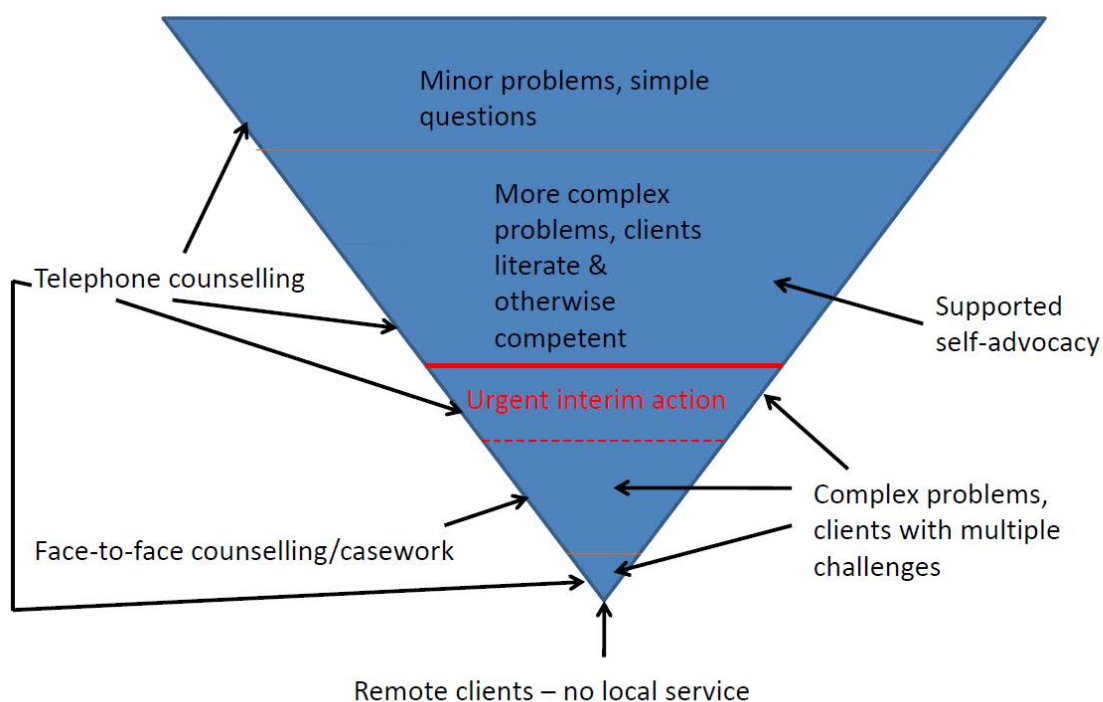 Minor problems, simple
questions
More complex
problems, clients
literate &
otherwise
competent
Telephone counselling
Supported
self-advocacy
Urgent interim action
Complex problems,
clients with multiple
challenges
Face-to-face counselling/casework
Remote clients – no local service